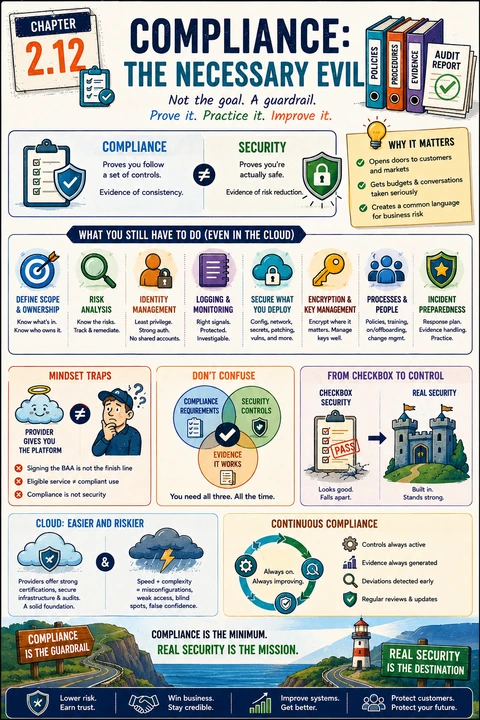 CHAPTER
2.12
COMPLIANCE:
THE NECESSARY EVIL
Not the goal. A guardrail.
Prove it. Practice it. Improve it.
POLICIES
PROCEDURES
EVIDENCE
AUDIT
REPORT
COMPLIANCE
Proves you follow
a set of controls.
Evidence of consistency.
≠
SECURITY
Proves you're
actually safe.
Evidence of risk reduction.
WHY IT MATTERS
Opens doors to customers
and markets
Gets budgets & conversations
taken seriously
Creates a common language
for business risk
WHAT YOU STILL HAVE TO DO (EVEN IN THE CLOUD)
DEFINE SCOPE
& OWNERSHIP
Know what's in.
Know who owns it.
RISK
ANALYSIS
Know the risks.
Track & remediate.
IDENTITY
MANAGEMENT
Least privilege.
Strong auth.
No shared accounts.
LOGGING &
MONITORING
Right signals.
Protected.
Investigable.
SECURE WHAT
YOU DEPLOY
Config, network,
secrets, patching,
vulns, and more.
ENCRYPTION &
KEY MANAGEMENT
Encrypt where it
matters. Manage
keys well.
PROCESSES &
PEOPLE
Policies, training,
on/offboarding,
change mgmt.
INCIDENT
PREPAREDNESS
Response plan.
Evidence handling.
Practice.
MINDSET TRAPS
≠
???
PROVIDER
GIVES YOU
THE PLATFORM
Signing the BAA is not the finish line
Eligible service ≠ compliant use
Compliance is not security
DON'T CONFUSE
COMPLIANCE
REQUIREMENTS
SECURITY
CONTROLS
EVIDENCE
IT WORKS
You need all three. All the time.
FROM CHECKBOX TO CONTROL
CHECKBOX
SECURITY
PASS
Looks good.
Falls apart.
REAL SECURITY
Built in.
Stands strong.
CLOUD: EASIER AND RISKIER
&
Providers offer strong
certifications, secure
infrastructure & audits.
A solid foundation.
Speed + complexity
= misconfigurations,
weak access, blind
spots, false confidence.
CONTINUOUS COMPLIANCE
Always on.
Always improving.
Controls always active
Evidence always generated
Deviations detected early
Regular reviews & updates
COMPLIANCE
IS THE GUARDRAIL
COMPLIANCE IS THE MINIMUM.
REAL SECURITY IS THE MISSION.
REAL SECURITY
IS THE DESTINATION
Lower risk.
Earn trust.
Win business.
Stay credible.
Improve systems.
Get better.
Protect customers.
Protect your future.